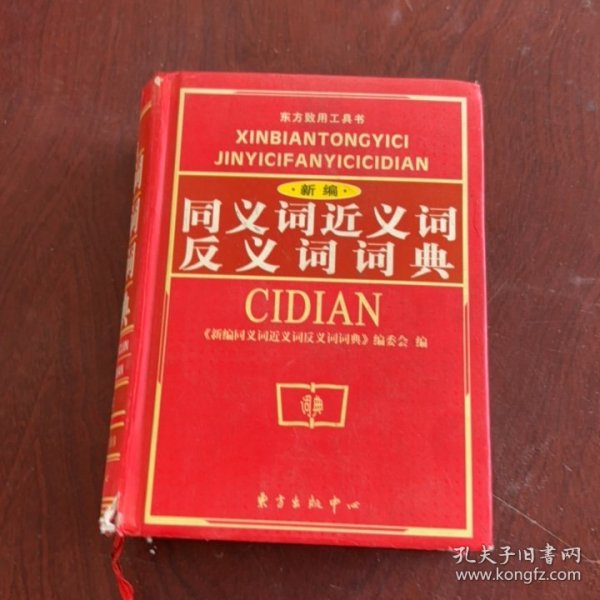 东方致用工具书
XINBIANTONGYICI
JINYICIFANYICICIDIAN
·新编·
同义词近义词
反义词词典
CIDIAN
《新编同义词近义词反义词词典》编委会 编
词典
东方出版中心
孔夫子旧书网
www.kongfz.com